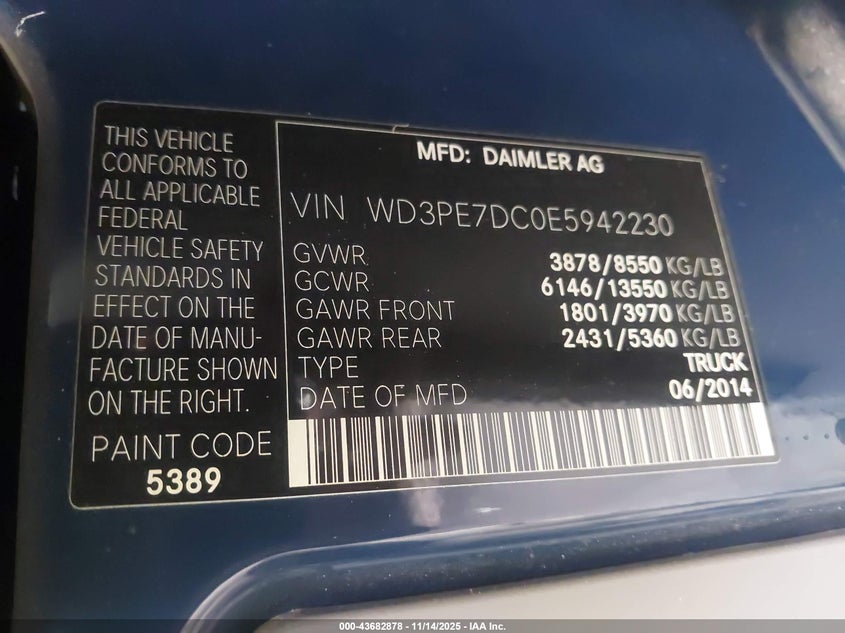 THIS VEHICLE
CONFORMS TO
ALL APPLICABLE
FEDERAL
VEHICLE SAFETY
STANDARDS IN
EFFECT ON THE
DATE OF MANU-
FACTURE SHOWN
ON THE RIGHT.
PAINT CODE
5389
MFD: DAIMLER AG
VIN WD3PE7DC0E5942230
GVWR 3878/8550 KG/LB
GCWR 6146/13550 KG/LB
GAWR FRONT 1801/3970 KG/LB
GAWR REAR 2431/5360 KG/LB
TYPE TRUCK
DATE OF MFD 06/2014
000-43682878 - 11/14/2025 - IAA Inc.